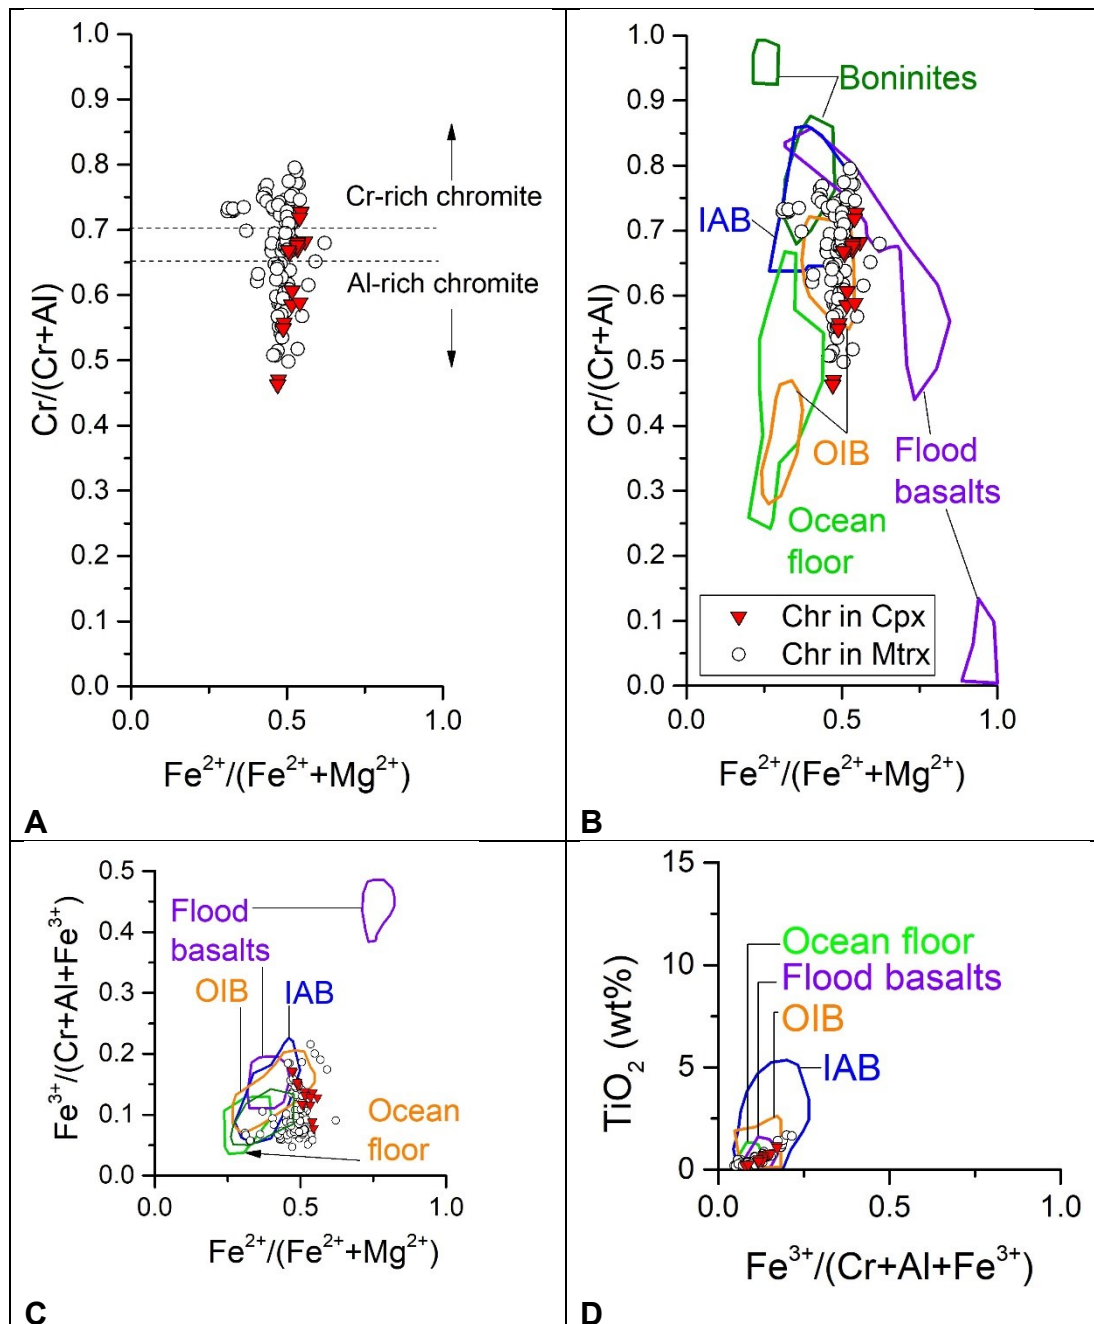 1.0
0.9
0.8
0.7
0.6
0.5
0.4
0.3
0.2
0.1
0.0
Cr/(Cr+Al)
Cr-rich chromite
Al-rich chromite
0.0 0.5 1.0
Fe²⁺/(Fe²⁺+Mg²⁺)
A
1.0
0.9
0.8
0.7
0.6
0.5
0.4
0.3
0.2
0.1
0.0
Cr/(Cr+Al)
Boninites
IAB
OIB
Flood
basalts
Ocean
floor
Chr in Cpx
Chr in Mtrx
0.0 0.5 1.0
Fe²⁺/(Fe²⁺+Mg²⁺)
B
0.5
0.4
0.3
0.2
0.1
0.0
Fe³⁺/(Cr+Al+Fe³⁺)
Flood
basalts
OIB
IAB
Ocean
floor
0.0 0.5 1.0
Fe²⁺/(Fe²⁺+Mg²⁺)
C
15
10
5
0
TiO₂ (wt%)
Ocean floor
Flood basalts
OIB
IAB
0.0 0.5 1.0
Fe³⁺/(Cr+Al+Fe³⁺)
D